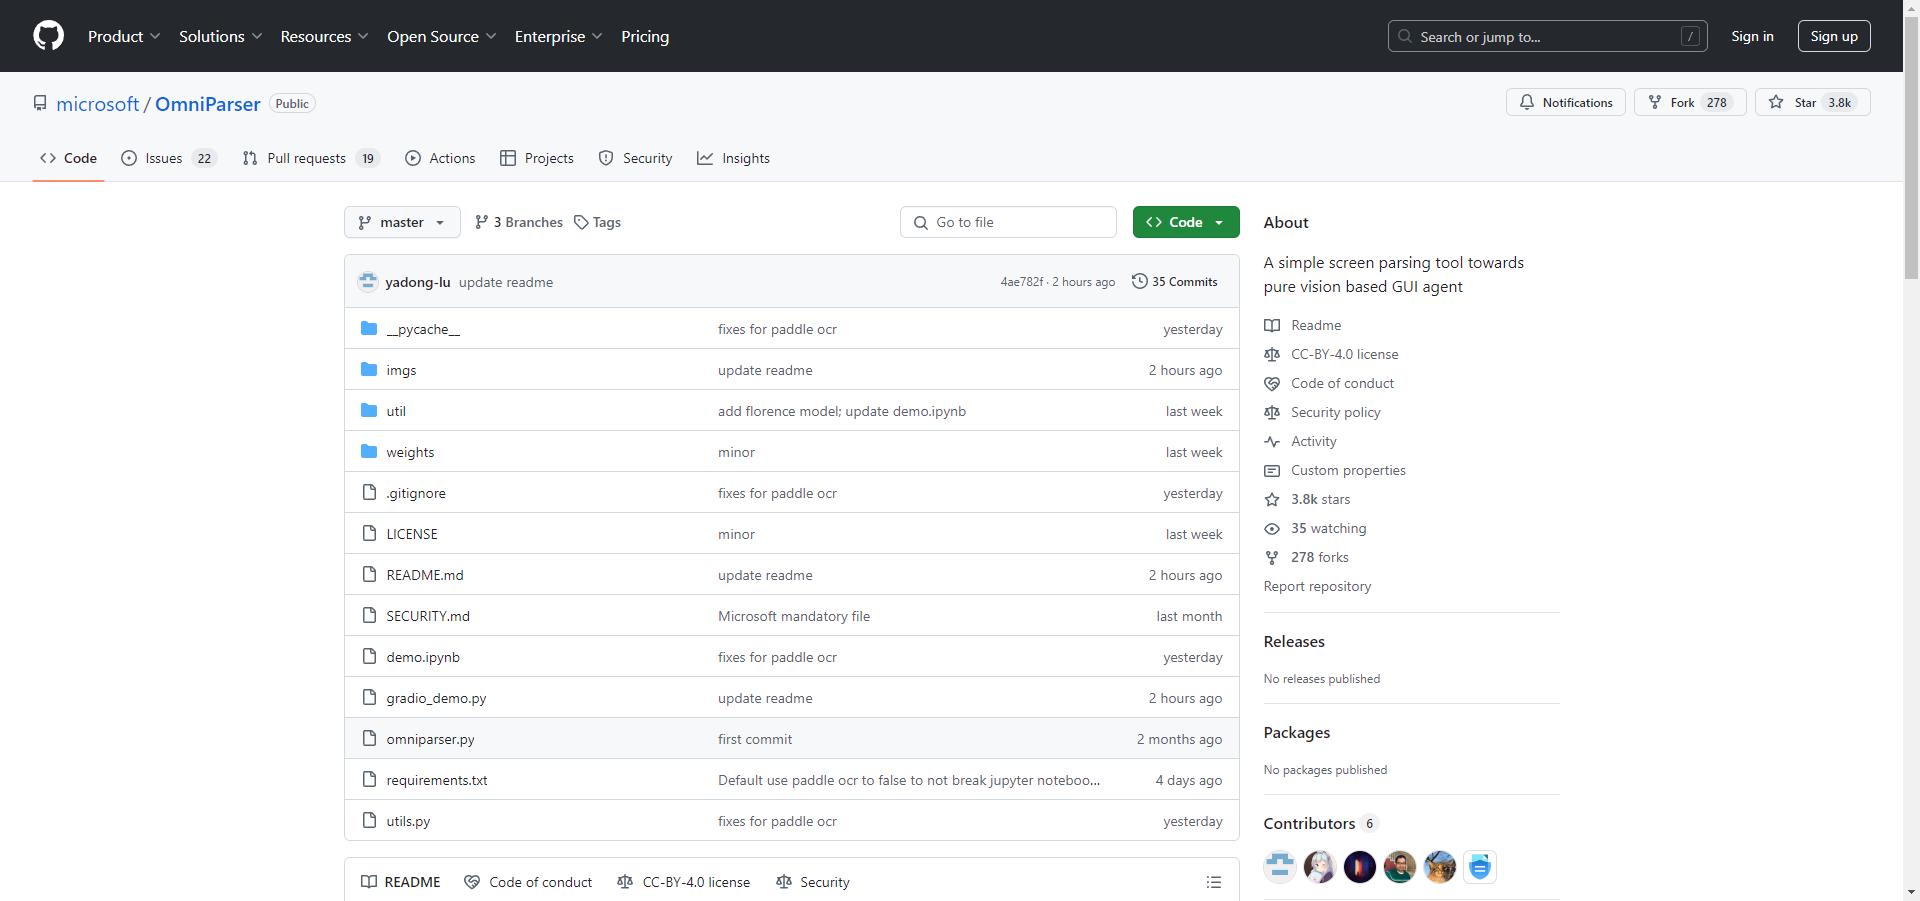 Product Solutions Resources Open Source Enterprise Pricing Search or jump to... / Sign in Sign up
microsoft / OmniParser Public Notifications Fork 278 Star 3.8k
Code Issues 22 Pull requests 19 Actions Projects Security Insights
master 3 Branches Tags Go to file Code
yadong-lu update readme 4ae782f · 2 hours ago 35 Commits
__pycache__ fixes for paddle ocr yesterday
imgs update readme 2 hours ago
util add florence model; update demo.ipynb last week
weights minor last week
.gitignore fixes for paddle ocr yesterday
LICENSE minor last week
README.md update readme 2 hours ago
SECURITY.md Microsoft mandatory file last month
demo.ipynb fixes for paddle ocr yesterday
gradio_demo.py update readme 2 hours ago
omniparser.py first commit 2 months ago
requirements.txt Default use paddle ocr to false to not break jupyter noteboo... 4 days ago
utils.py fixes for paddle ocr yesterday
README Code of conduct CC-BY-4.0 license Security
About
A simple screen parsing tool towards
pure vision based GUI agent
Readme
CC-BY-4.0 license
Code of conduct
Security policy
Activity
Custom properties
3.8k stars
35 watching
278 forks
Report repository
Releases
No releases published
Packages
No packages published
Contributors 6